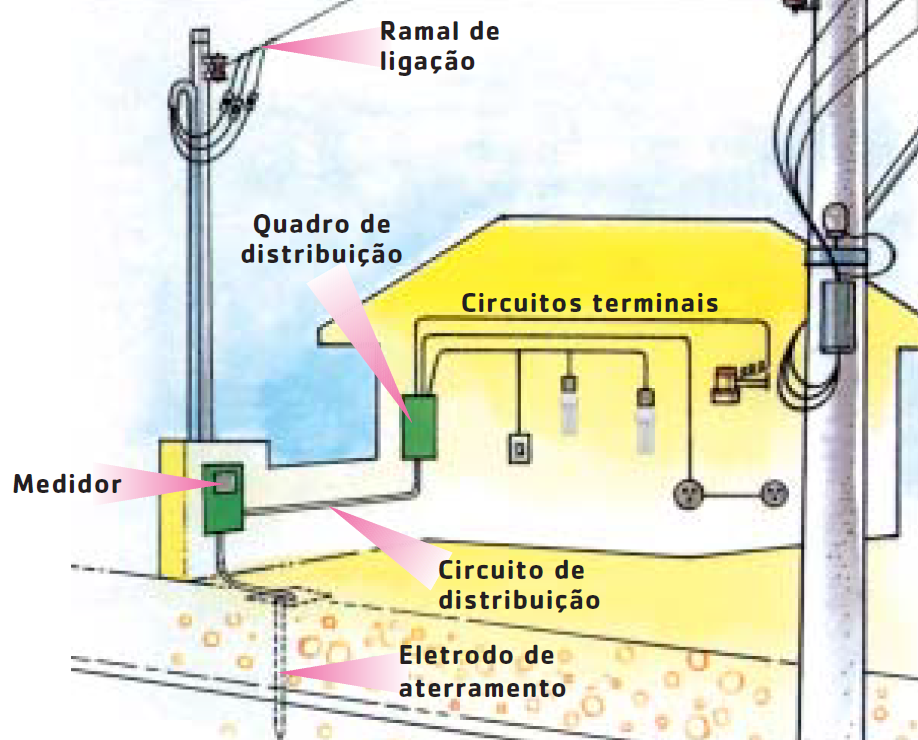 Ramal de
ligação
Quadro de
distribuição
Circuitos terminais
Medidor
Circuito de
distribuição
Eletrodo de
aterramento